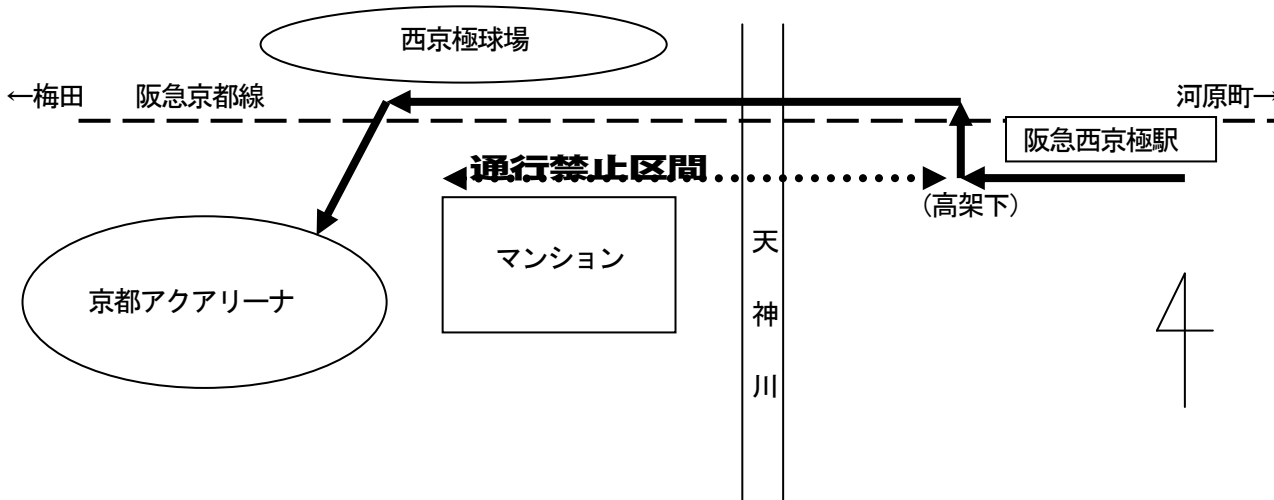 西京極球場
←梅田
阪急京都線
河原町→
阪急西京極駅
通行禁止区間
(高架下)
マンション
天神川
京都アクアリーナ